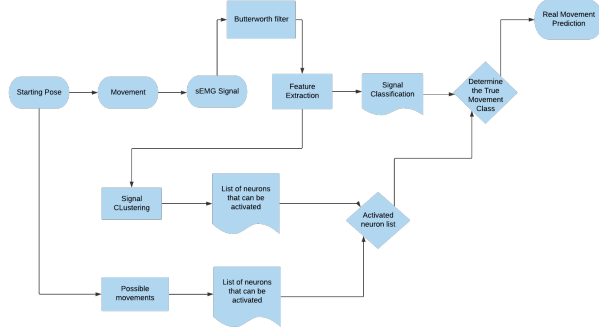 Real Movement
Prediction
Butterworth filter
Starting Pose
Movement
sEMG Signal
Feature
Extraction
Signal
Classification
Determine
the True
Movement
Class
Signal
CLustering
List of neurons
that can be
activated
Activated
neuron list
Possible
movements
List of neurons
that can be
activated